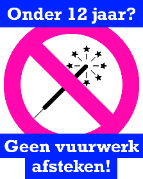 Onder 12 jaar?
Geen vuurwerk
afsteken!